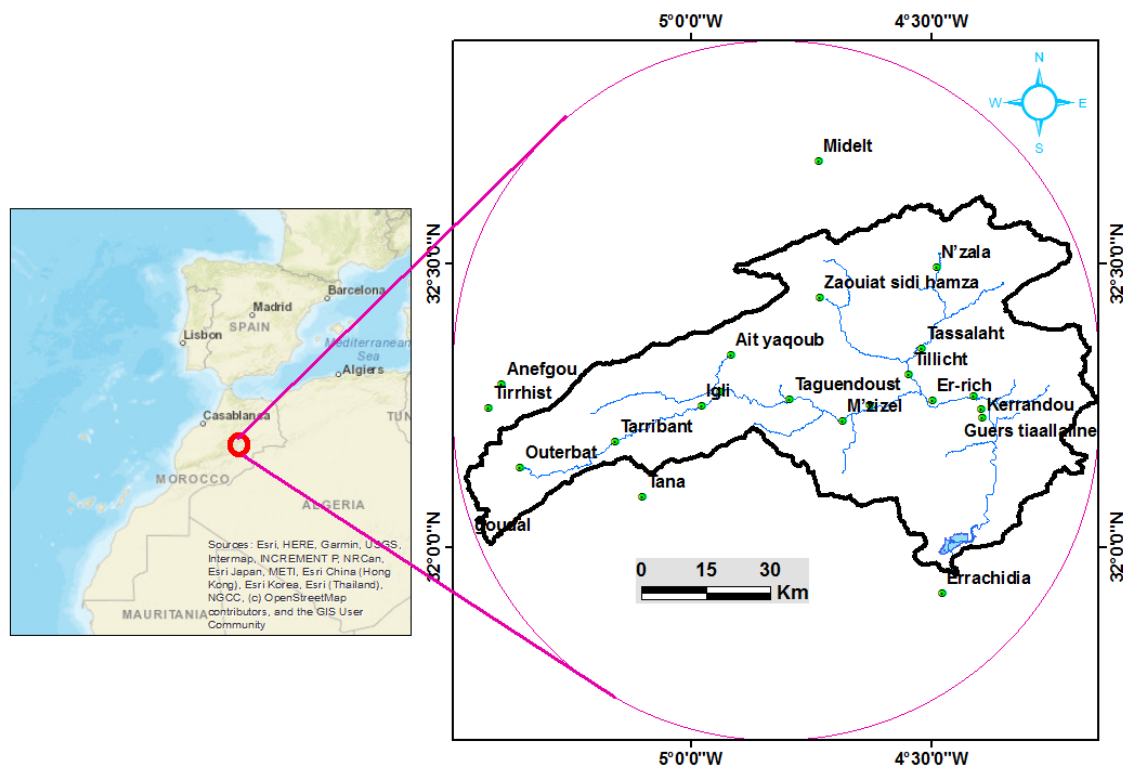 5°0'0"W
4°30'0"W
N
W
E
S
Midelt
32°30'0"N
32°30'0"N
N'zala
Zaouiat sidi hamza
Tassalaht
Ait yaqoub
Tillicht
Anefgou
Tirrhist
Igli
Taguendoust
Er-rich
M'zizel
Kerrandou
Guers tiaallaline
Tarribant
Outerbat
Tana
goudal
32°0'0"N
32°0'0"N
Errachidia
0
15
30
Km
5°0'0"W
4°30'0"W
Barcelona
Madrid
SPAIN
Lisbon
Mediterranean
Sea
Algiers
Casablanca
TUN
MOROCCO
ALGERIA
MAURITANIA
Sources: Esri, HERE, Garmin, USGS,
Intermap, INCREMENT P, NRCan,
Esri Japan, METI, Esri China (Hong
Kong), Esri Korea, Esri (Thailand),
NGCC, (c) OpenStreetMap
contributors, and the GIS User
Community